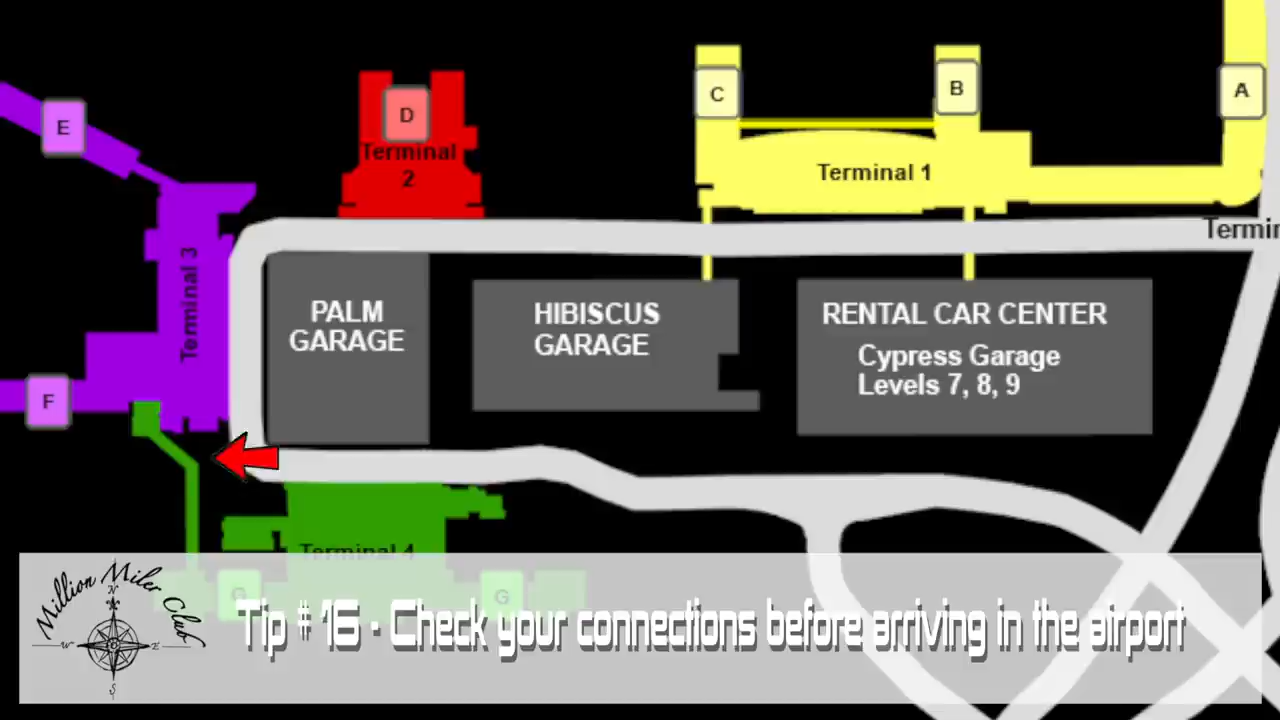 E
D
Terminal
2
C
B
A
Terminal 1
Termin
Terminal 3
PALM
GARAGE
HIBISCUS
GARAGE
RENTAL CAR CENTER
Cypress Garage
Levels 7, 8, 9
F
Terminal 4
G
G
Million Miler Club
N
W
E
S
Tip # 16 - Check your connections before arriving in the airport